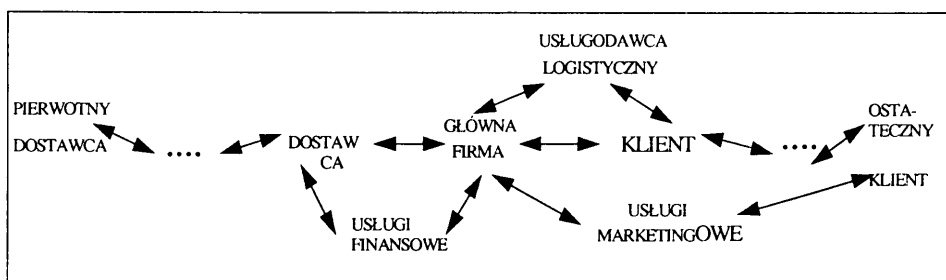 USŁUGODAWCA
LOGISTYCZNY
PIERWOTNY
DOSTAWCA
....
DOSTAW
CA
GŁÓWNA
FIRMA
KLIENT
....
OSTA-
TECZNY
KLIENT
USŁUGI
FINANSOWE
USŁUGI
MARKETINGOWE